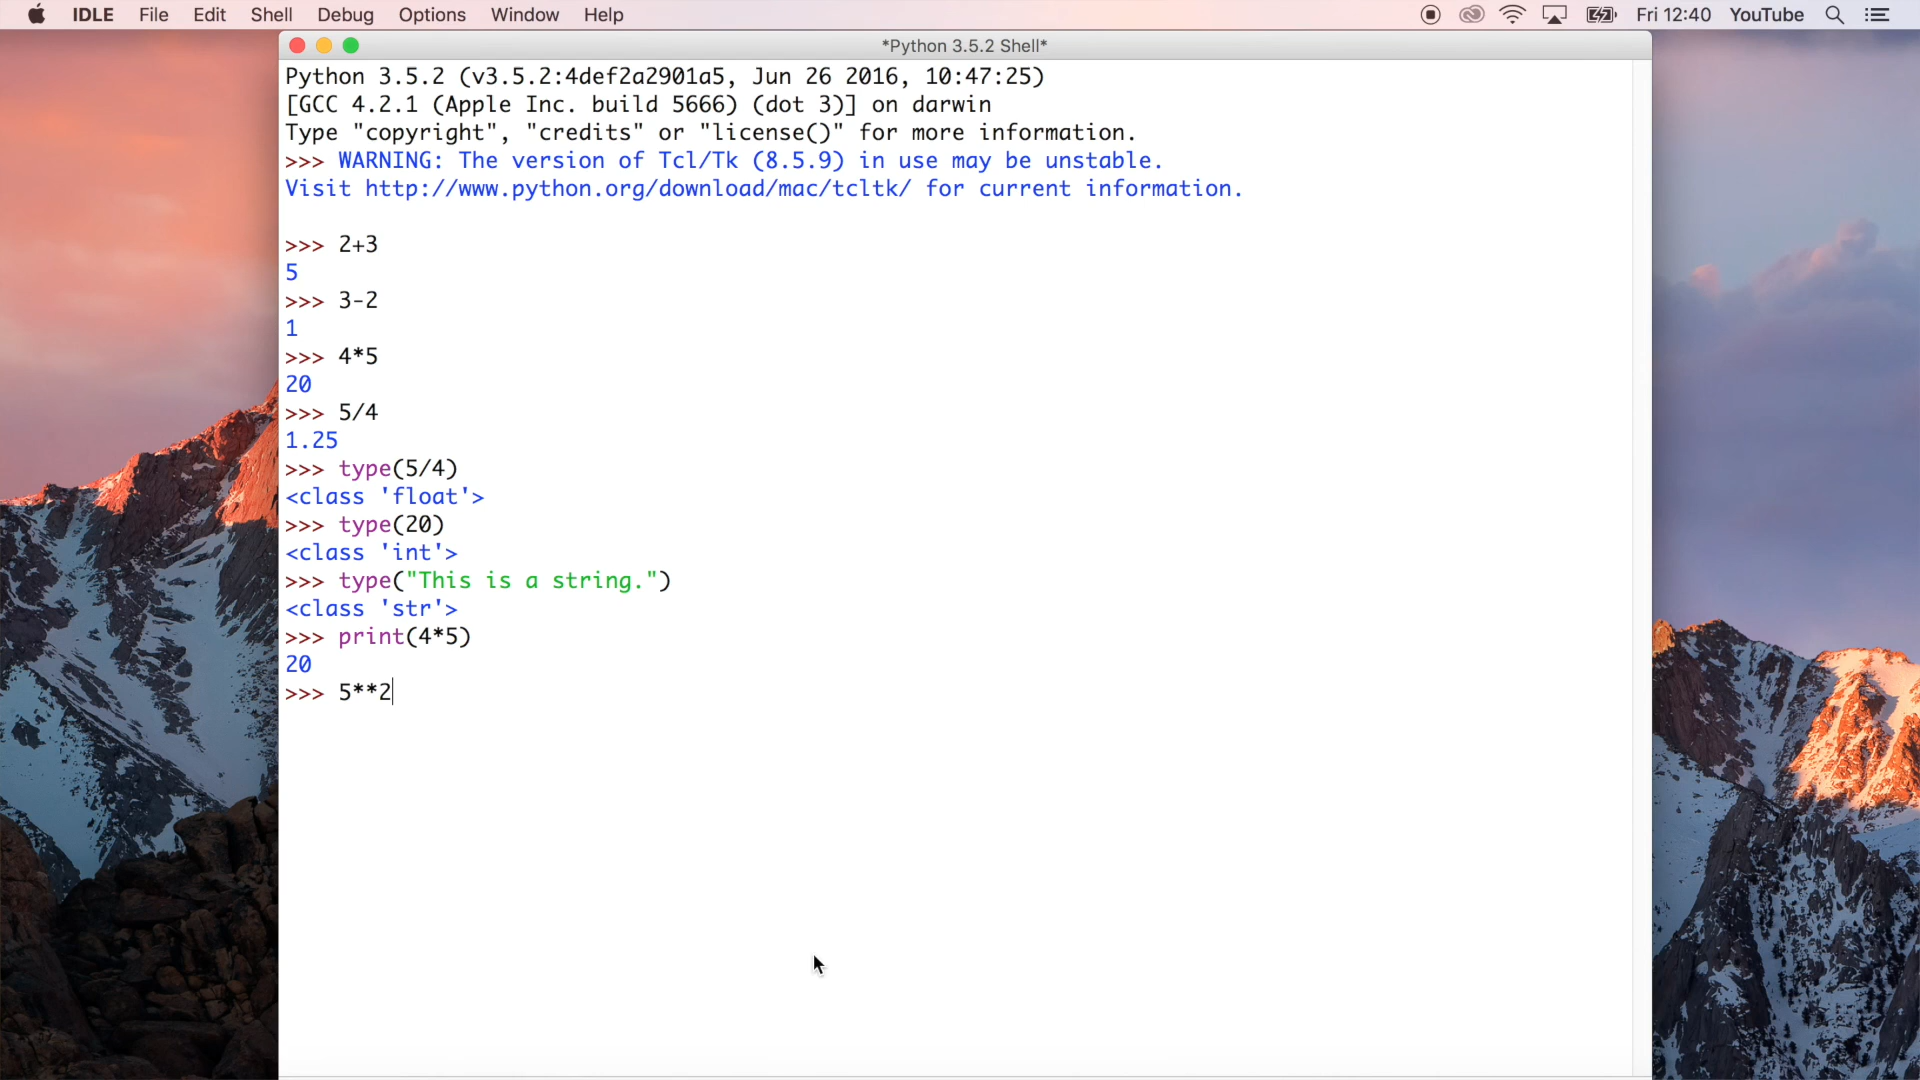 IDLE File Edit Shell Debug Options Window Help Fri 12:40 YouTube
*Python 3.5.2 Shell*
Python 3.5.2 (v3.5.2:4def2a2901a5, Jun 26 2016, 10:47:25)
[GCC 4.2.1 (Apple Inc. build 5666) (dot 3)] on darwin
Type "copyright", "credits" or "license()" for more information.
>>> WARNING: The version of Tcl/Tk (8.5.9) in use may be unstable.
Visit http://www.python.org/download/mac/tcltk/ for current information.
>>> 2+3
5
>>> 3-2
1
>>> 4*5
20
>>> 5/4
1.25
>>> type(5/4)
<class 'float'>
>>> type(20)
<class 'int'>
>>> type("This is a string.")
<class 'str'>
>>> print(4*5)
20
>>> 5**2